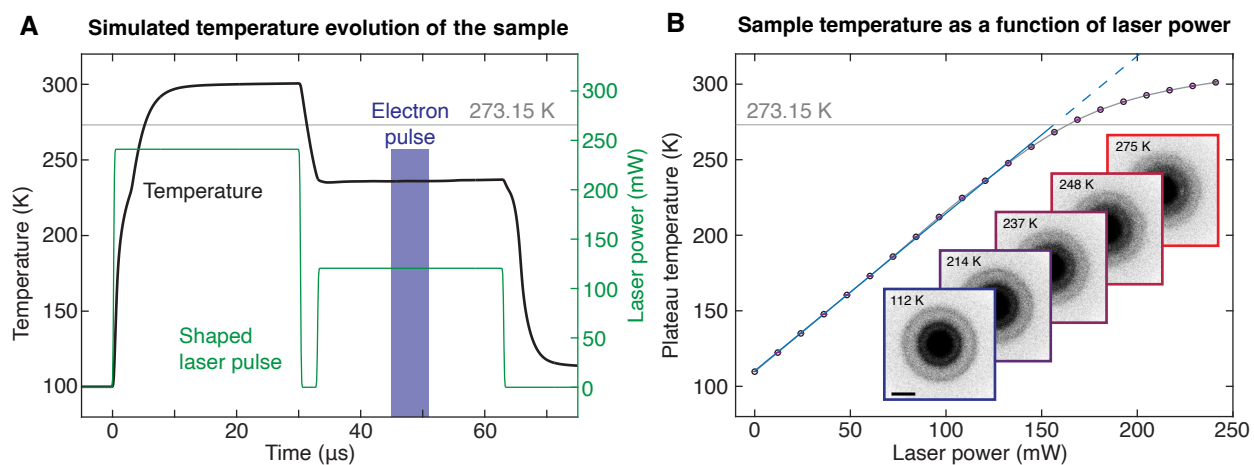 A
Simulated temperature evolution of the sample
Temperature (K)
300
250
200
150
100
0
20
40
60
Time (µs)
300
250
200
150
100
50
0
Laser power (mW)
Electron
pulse
273.15 K
Temperature
Shaped
laser pulse
B
Sample temperature as a function of laser power
Plateau temperature (K)
300
250
200
150
100
0
50
100
150
200
250
Laser power (mW)
273.15 K
275 K
248 K
237 K
214 K
112 K